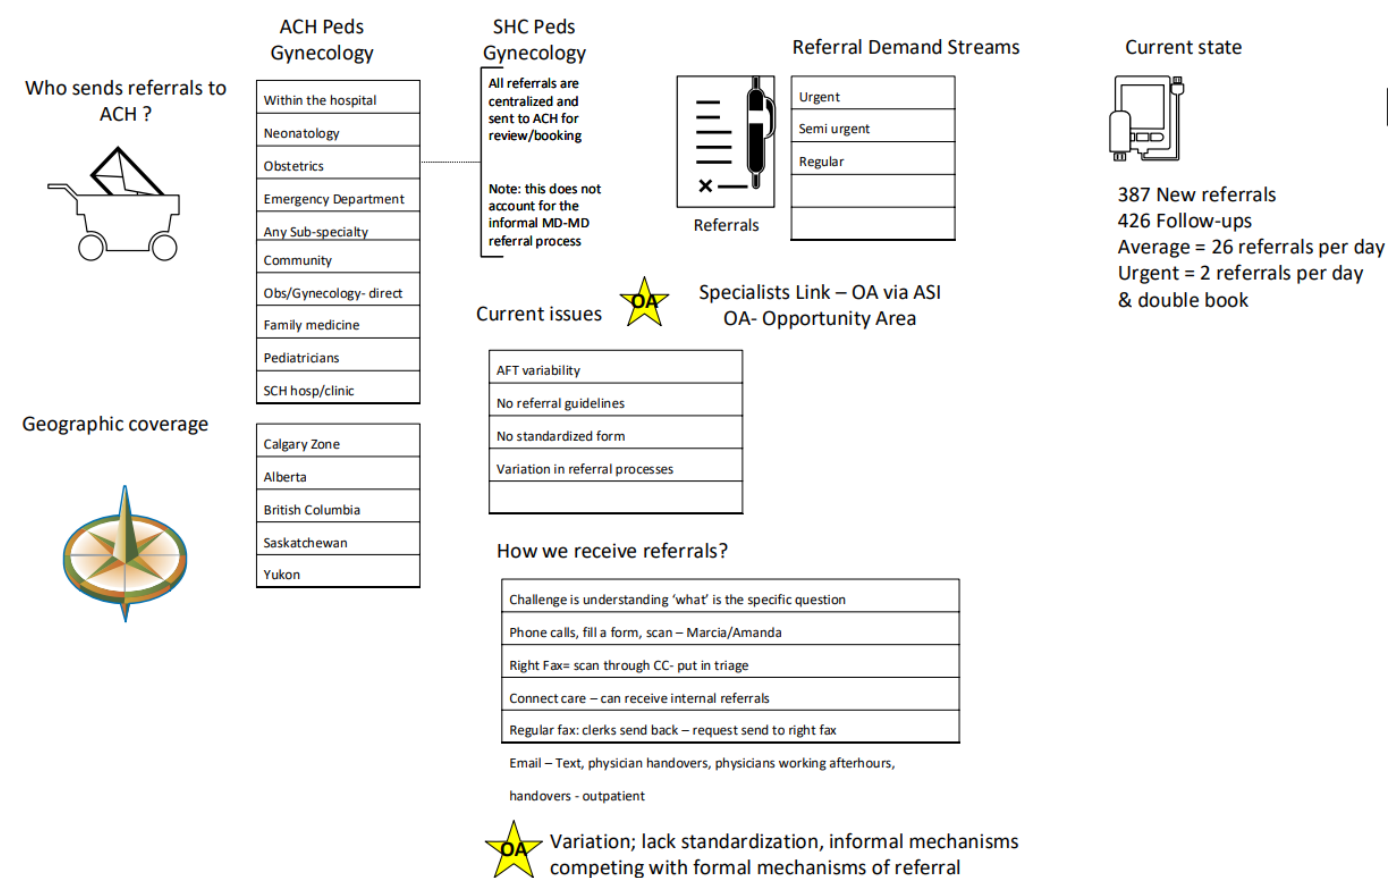 Who sends referrals to
ACH ?
ACH Peds
Gynecology
Within the hospital
Neonatology
Obstetrics
Emergency Department
Any Sub-specialty
Community
Obs/Gynecology- direct
Family medicine
Pediatricians
SCH hosp/clinic
Geographic coverage
Calgary Zone
Alberta
British Columbia
Saskatchewan
Yukon
SHC Peds
Gynecology
All referrals are
centralized and
sent to ACH for
review/booking
Note: this does not
account for the
informal MD-MD
referral process
Referral Demand Streams
Referrals
Urgent
Semi urgent
Regular
Current state
387 New referrals
426 Follow-ups
Average = 26 referrals per day
Urgent = 2 referrals per day
& double book
Current issues
OA
Specialists Link – OA via ASI
OA- Opportunity Area
AFT variability
No referral guidelines
No standardized form
Variation in referral processes
How we receive referrals?
Challenge is understanding ‘what’ is the specific question
Phone calls, fill a form, scan – Marcia/Amanda
Right Fax= scan through CC- put in triage
Connect care – can receive internal referrals
Regular fax: clerks send back – request send to right fax
Email – Text, physician handovers, physicians working afterhours,
handovers - outpatient
OA
Variation; lack standardization, informal mechanisms
competing with formal mechanisms of referral